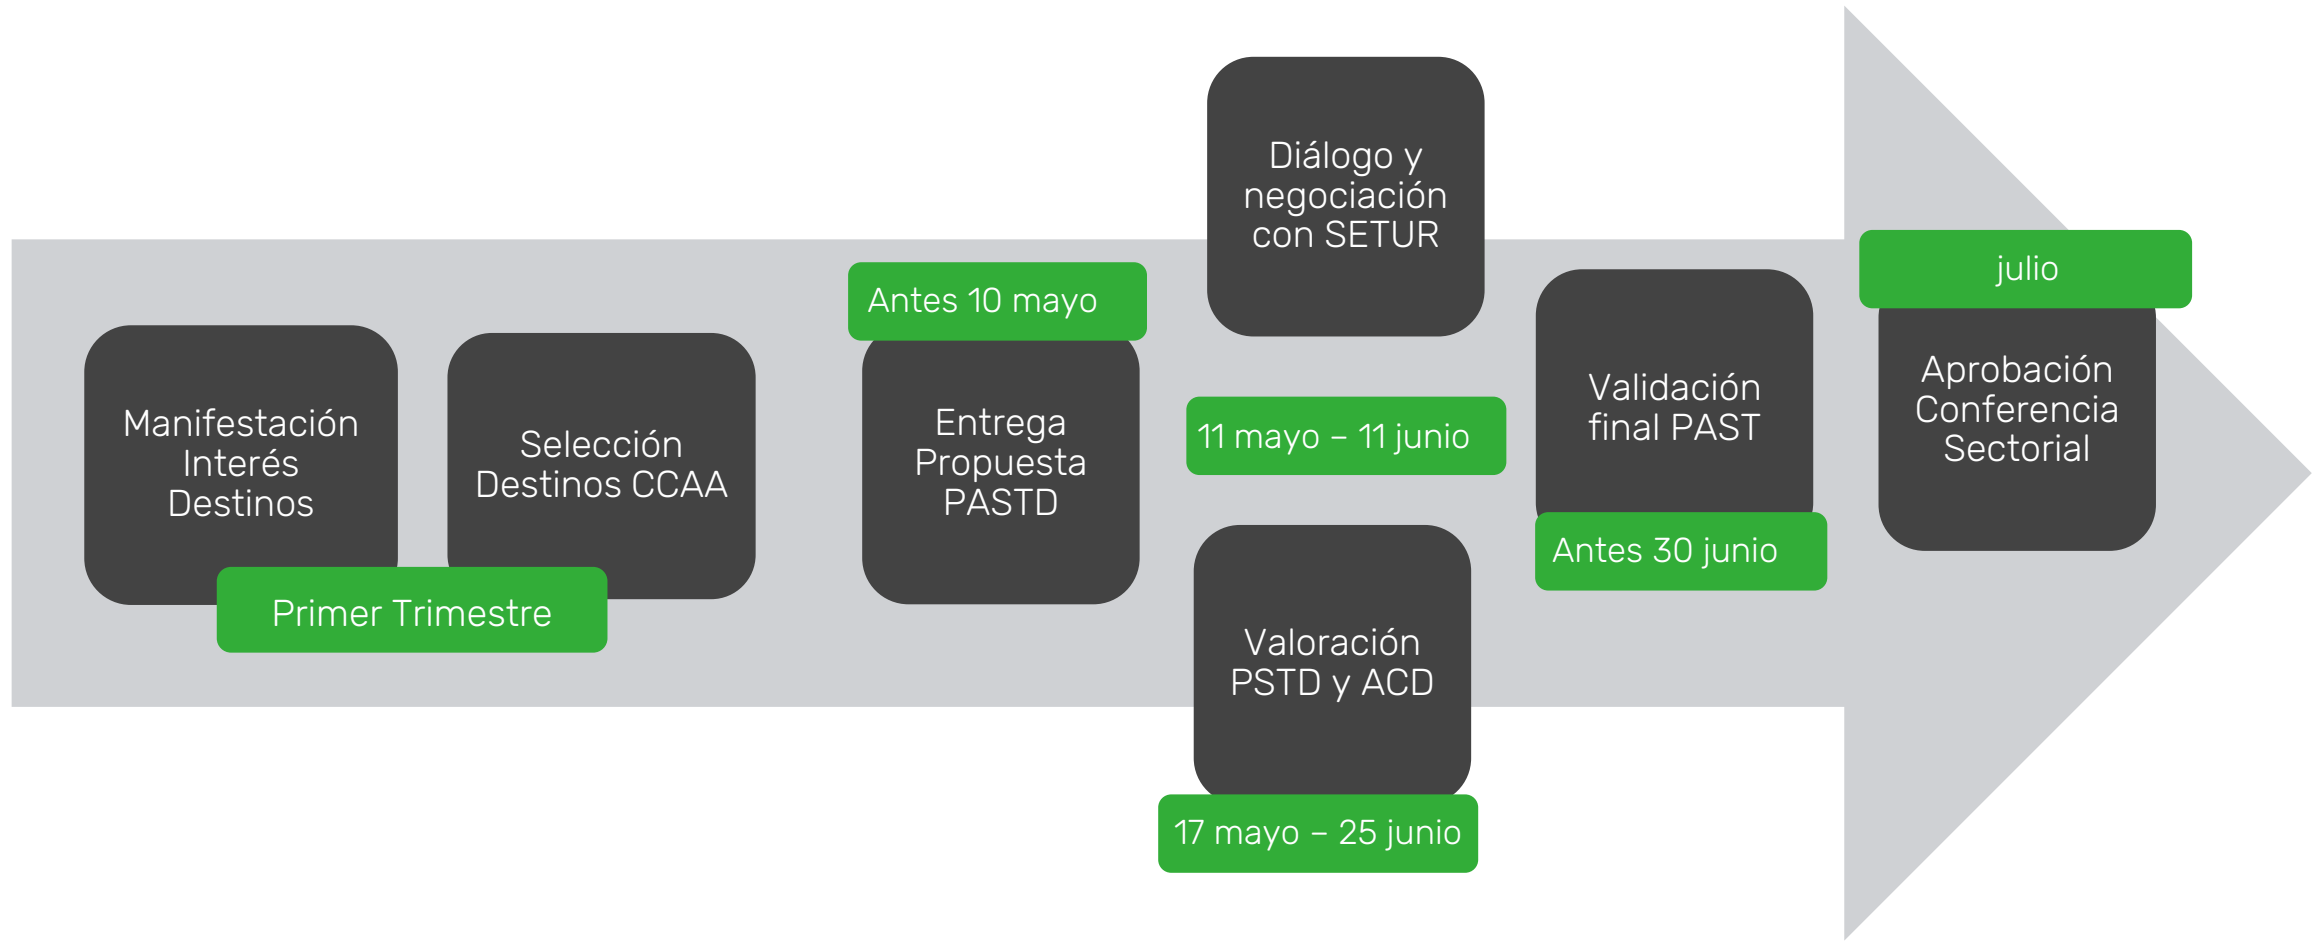 Manifestación
Interés
Destinos
Selección
Destinos CCAA
Primer Trimestre
Antes 10 mayo
Entrega
Propuesta
PASTD
Diálogo y
negociación
con SETUR
11 mayo – 11 junio
Valoración
PSTD y ACD
17 mayo – 25 junio
Validación
final PAST
Antes 30 junio
julio
Aprobación
Conferencia
Sectorial